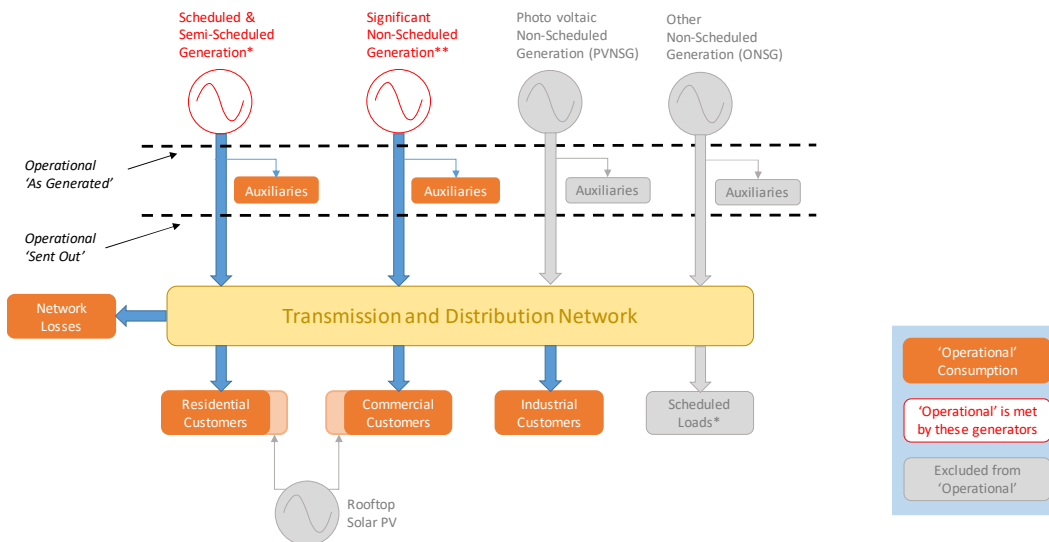 Scheduled &
Semi-Scheduled
Generation*
Significant
Non-Scheduled
Generation**
Photo voltaic
Non-Scheduled
Generation (PVNSG)
Other
Non-Scheduled
Generation (ONSG)
Operational
‘As Generated’
Auxiliaries
Auxiliaries
Auxiliaries
Auxiliaries
Operational
‘Sent Out’
Network
Losses
Transmission and Distribution Network
Residential
Customers
Commercial
Customers
Industrial
Customers
Scheduled
Loads*
Rooftop
Solar PV
‘Operational’
Consumption
‘Operational’ is met
by these generators
Excluded from
‘Operational’